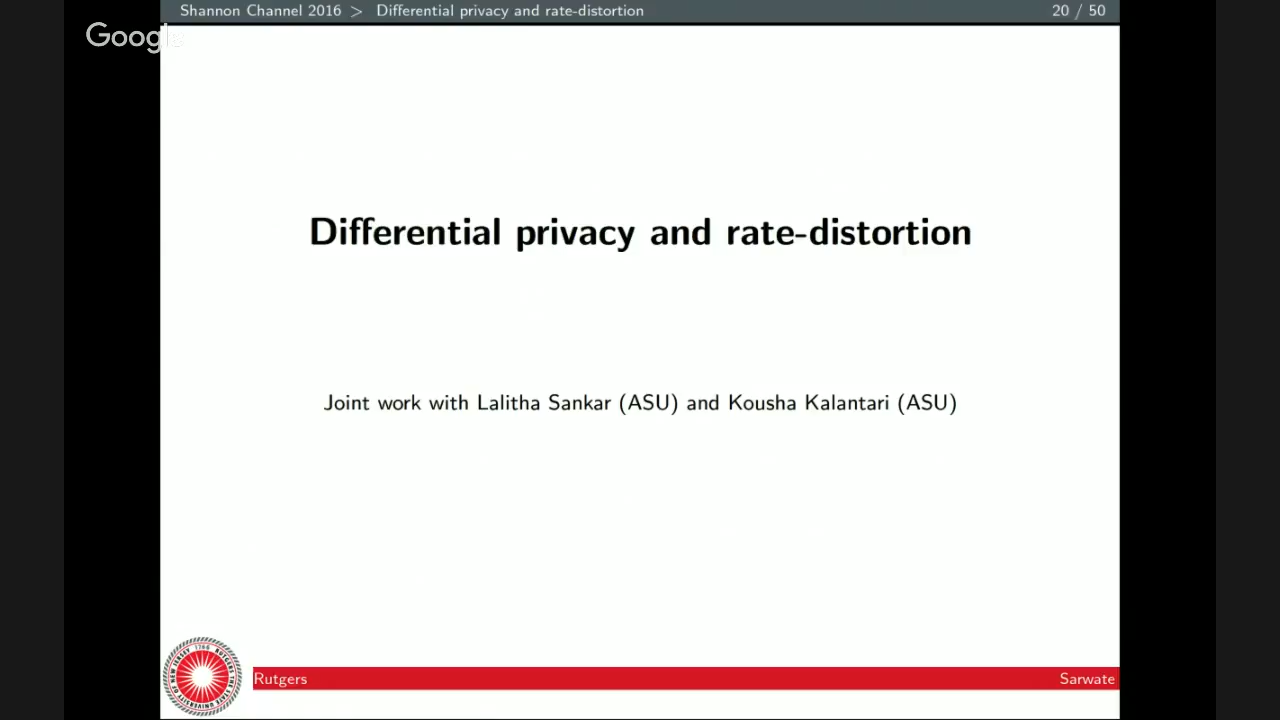 Shannon Channel 2016 > Differential privacy and rate-distortion 20 / 50
Google
Differential privacy and rate-distortion
Joint work with Lalitha Sankar (ASU) and Kousha Kalantari (ASU)
1766
Rutgers Sarwate